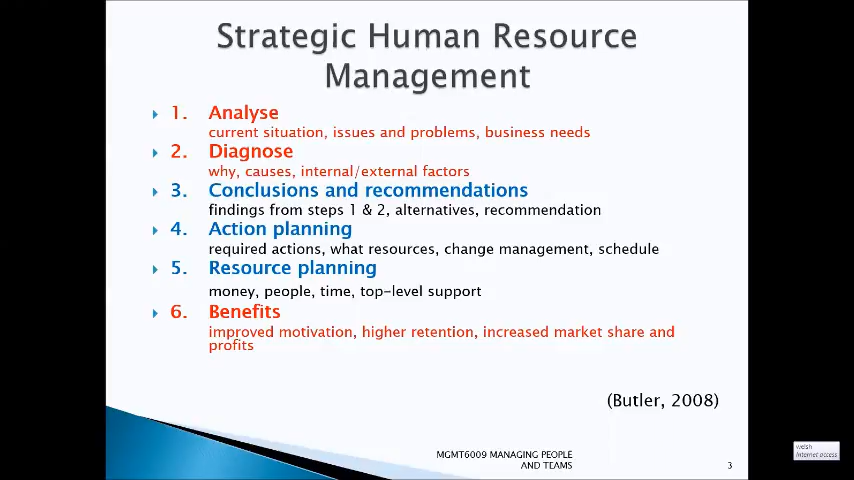 Strategic Human Resource
Management
1. Analyse
current situation, issues and problems, business needs
2. Diagnose
why, causes, internal/external factors
3. Conclusions and recommendations
findings from steps 1 & 2, alternatives, recommendation
4. Action planning
required actions, what resources, change management, schedule
5. Resource planning
money, people, time, top-level support
6. Benefits
improved motivation, higher retention, increased market share and
profits
(Butler, 2008)
MGMT6009 MANAGING PEOPLE
AND TEAMS
3
welsh
Internet access